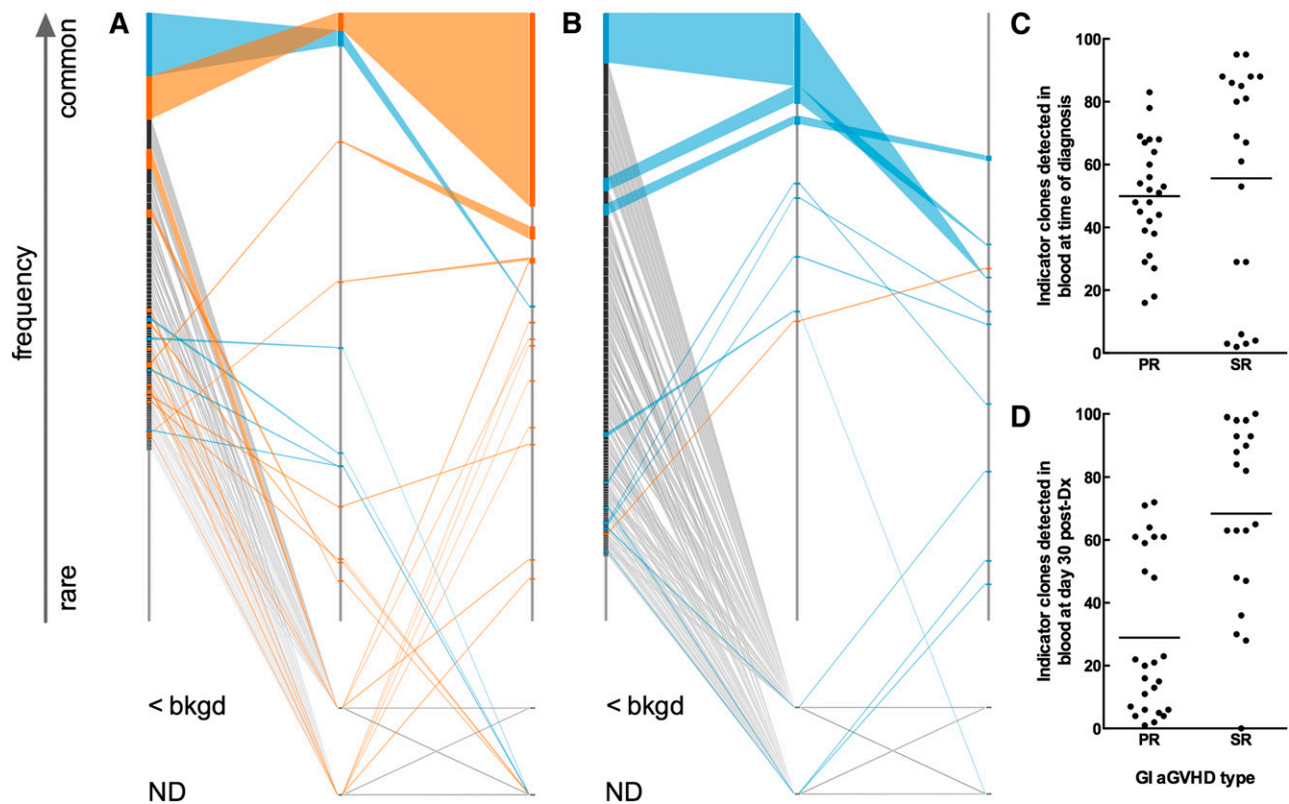 A
B
C
D
common
frequency
rare
< bkgd
ND
< bkgd
ND
Indicator clones detected in
blood at time of diagnosis
100
80
60
40
20
0
PR SR
Indicator clones detected in
blood at day 30 post-Dx
100
80
60
40
20
0
PR SR
GI aGVHD type